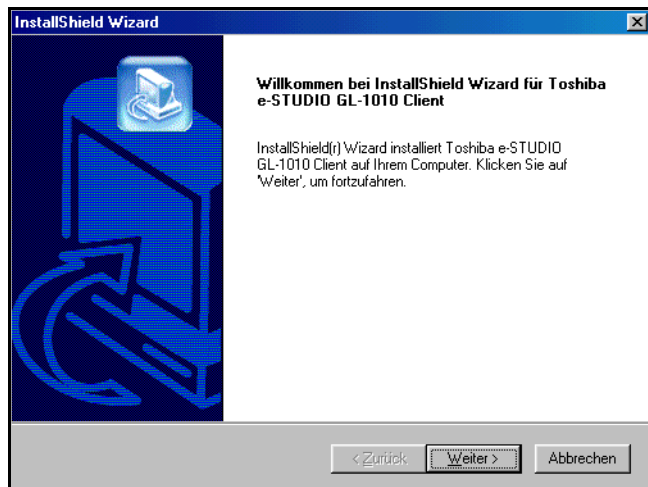 InstallShield Wizard
Willkommen bei InstallShield Wizard für Toshiba
e-STUDIO GL-1010 Client
InstallShield(r) Wizard installiert Toshiba e-STUDIO
GL-1010 Client auf Ihrem Computer. Klicken Sie auf
'Weiter', um fortzufahren.
< Zurück Weiter > Abbrechen